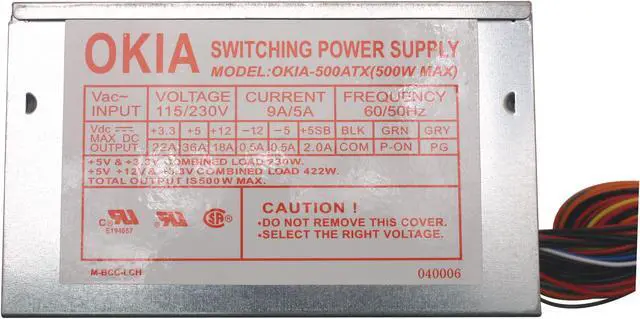 OKIA SWITCHING POWER SUPPLY
MODEL:OKIA-500ATX(500W MAX)
Vac~ INPUT VOLTAGE 115/230V CURRENT 9A/5A FREQUENCY 60/50Hz
Vdc MAX DC OUTPUT +3.3 +5 +12 -12 -5 +5SB BLK GRN GRY
22A 36A 18A 0.5A 0.5A 2.0A COM P-ON PG
+5V & +3.3V COMBINED LOAD 230W.
+5V +12V & +3.3V COMBINED LOAD 422W.
TOTAL OUTPUT IS500W MAX.
CAUTION !
•DO NOT REMOVE THIS COVER.
•SELECT THE RIGHT VOLTAGE.
C US
E194657
M-BCC-LCH 040006